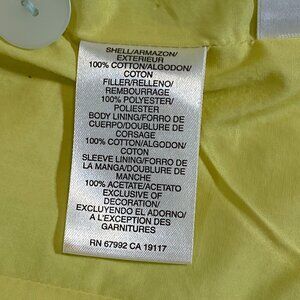 SHELL/ARMAZON/
EXTERIEUR
100% COTTON/ALGODON/
COTON
FILLER/RELLENO/
REMBOURRAGE
100% POLYESTER/
POLIESTER
BODY LINING/FORRO DE
CUERPO/DOUBLURE DE
CORSAGE
100% COTTON/ALGODON/
COTON
SLEEVE LINING/FORRO DE
LA MANGA/DOUBLURE DE
MANCHE
100% ACETATE/ACETATO
EXCLUSIVE OF
DECORATION/
EXCLUYENDO EL ADORNO/
A L'EXCEPTION DES
GARNITURES
RN 67992 CA 19117